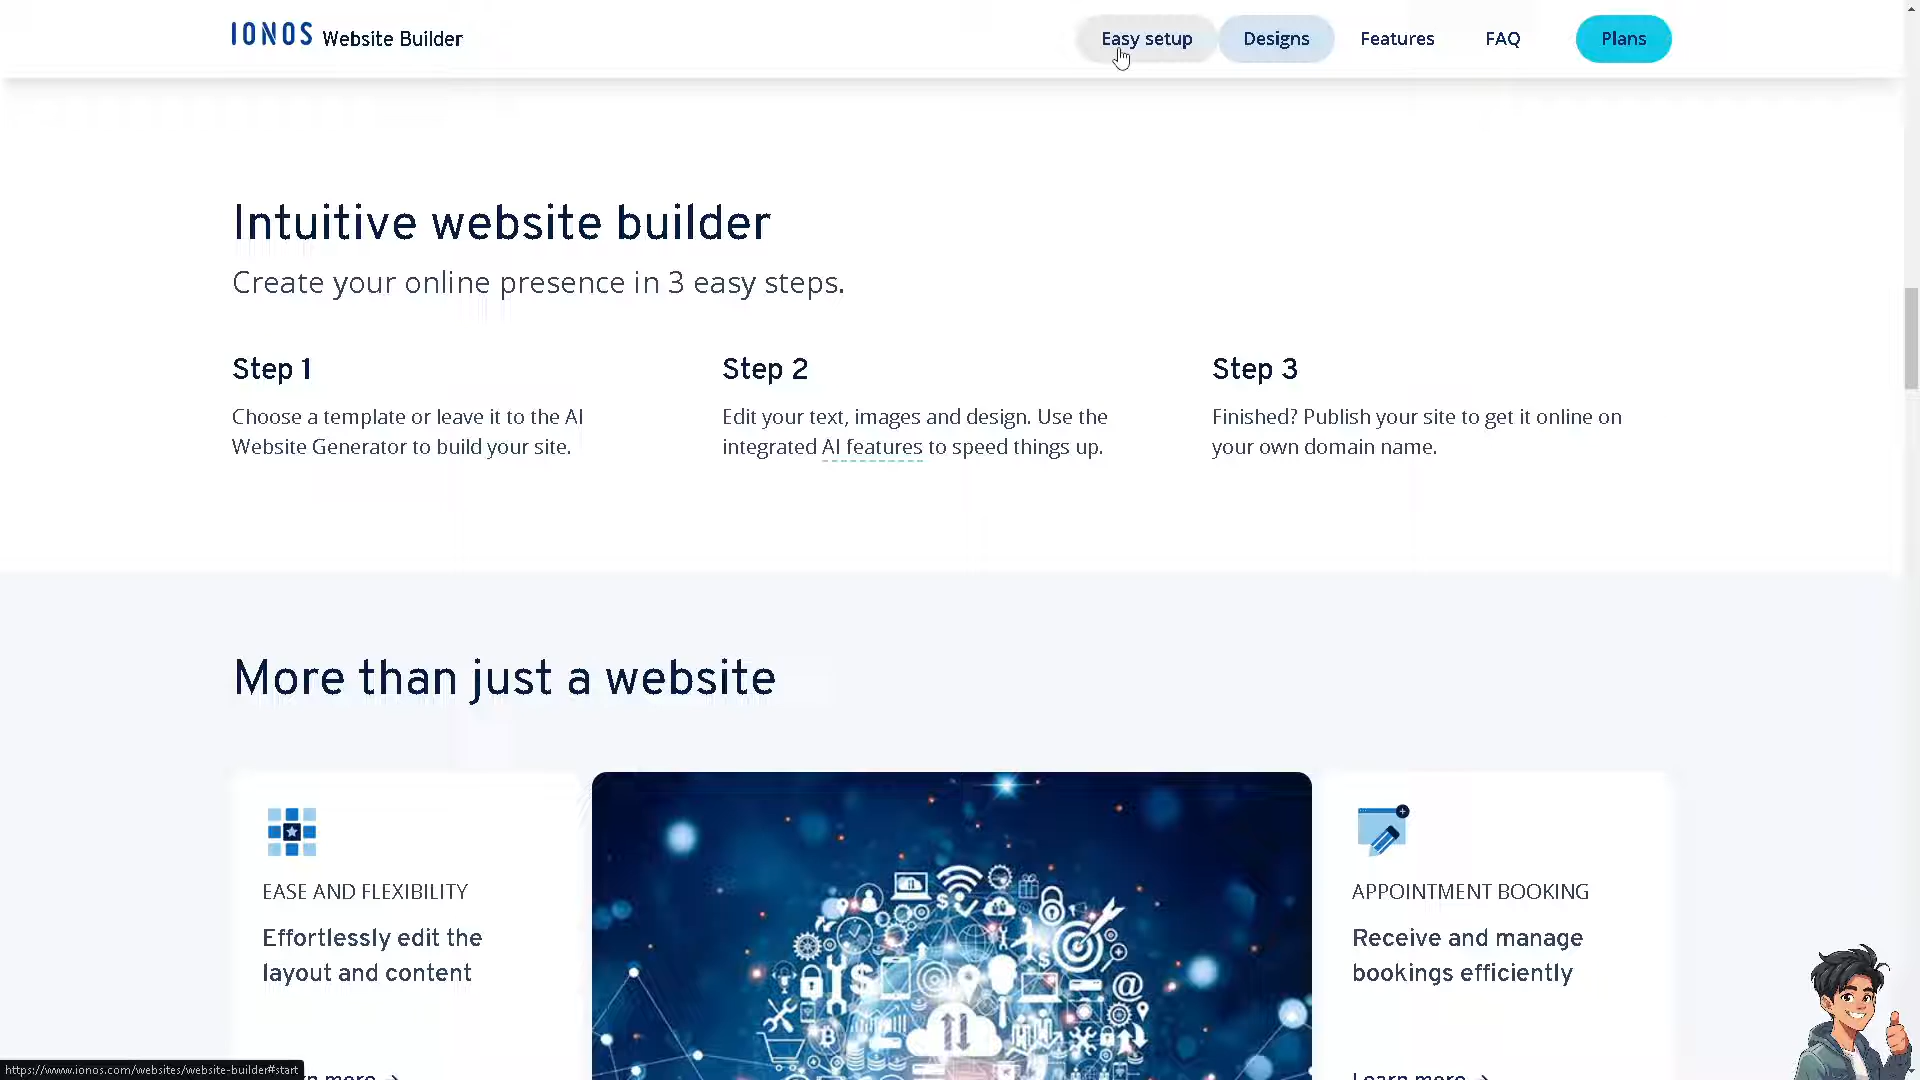 IONOS Website Builder
Easy setup
Designs
Features
FAQ
Plans
Intuitive website builder
Create your online presence in 3 easy steps.
Step 1
Choose a template or leave it to the AI
Website Generator to build your site.
Step 2
Edit your text, images and design. Use the
integrated AI features to speed things up.
Step 3
Finished? Publish your site to get it online on
your own domain name.
More than just a website
EASE AND FLEXIBILITY
Effortlessly edit the
layout and content
APPOINTMENT BOOKING
Receive and manage
bookings efficiently
more →
Learn more →
https://www.ionos.com/websites/website-builder#start